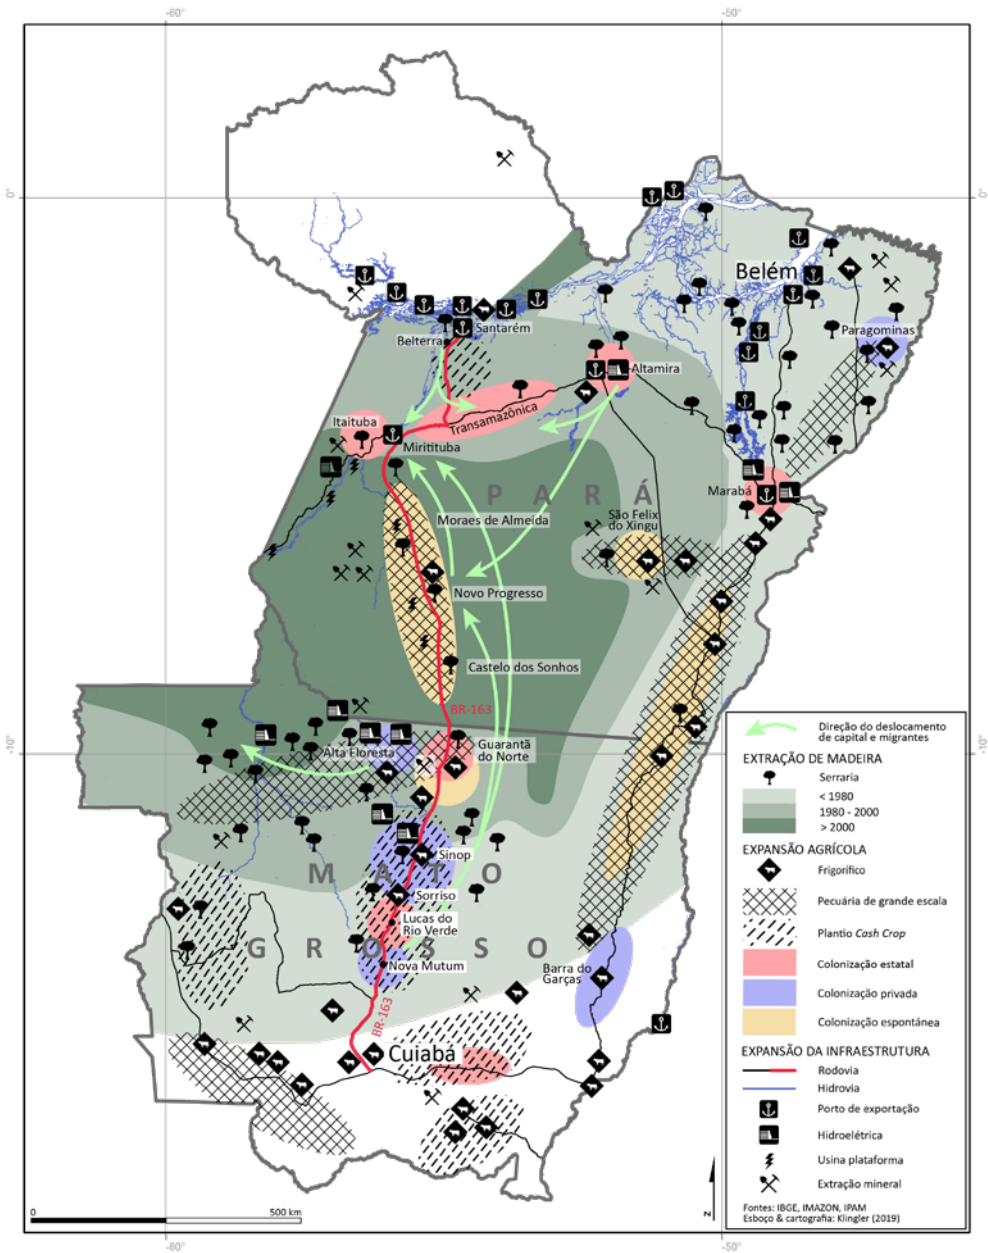 -60°
-50°
0°
0°
Belém
Santarém
Belterra
Paragominas
Altamira
Transamazônica
Itaituba
Miritituba
PARÁ
Marabá
Moraes de Almeida
São Felix
do Xingu
Novo Progresso
Castelo dos Sonhos
BR-163
Guarantã
do Norte
Alta Floresta
-10°
-10°
Sinop
MATO
Sorriso
Lucas do
Rio Verde
GROSSO
Nova Mutum
Barra do
Garças
BR-163
Cuiabá
Direção do deslocamento
de capital e migrantes
EXTRAÇÃO DE MADEIRA
Serraria
< 1980
1980 - 2000
> 2000
EXPANSÃO AGRÍCOLA
Frigorífico
Pecuária de grande escala
Plantio Cash Crop
Colonização estatal
Colonização privada
Colonização espontânea
EXPANSÃO DA INFRAESTRUTURA
Rodovia
Hidrovia
Porto de exportação
Hidroelétrica
Usina plataforma
Extração mineral
Fontes: IBGE, IMAZON, IPAM
Esboço & cartografia: Klingler (2019)
N
0
500 km
-60°
-50°